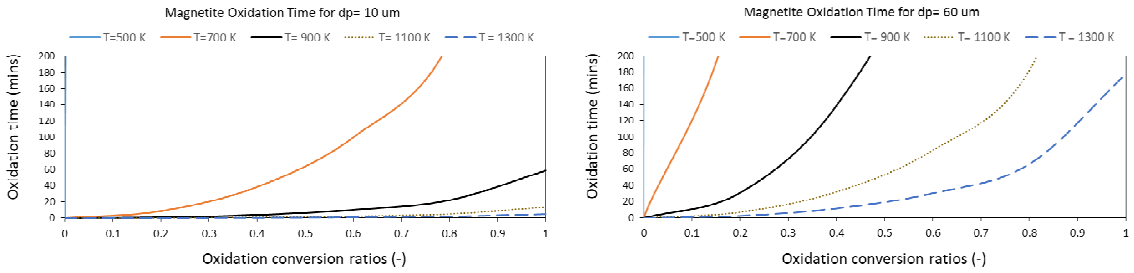 Magnetite Oxidation Time for dp= 10 um
T=500 K T=700 K T= 900 K T= 1100 K T = 1300 K
Oxidation time (mins)
200
180
160
140
120
100
80
60
40
20
0
0 0.1 0.2 0.3 0.4 0.5 0.6 0.7 0.8 0.9 1
Oxidation conversion ratios (-)
Magnetite Oxidation Time for dp= 60 um
T=500 K T=700 K T= 900 K T= 1100 K T = 1300 K
Oxidation time (mins)
200
180
160
140
120
100
80
60
40
20
0
0 0.1 0.2 0.3 0.4 0.5 0.6 0.7 0.8 0.9 1
Oxidation conversion ratios (-)